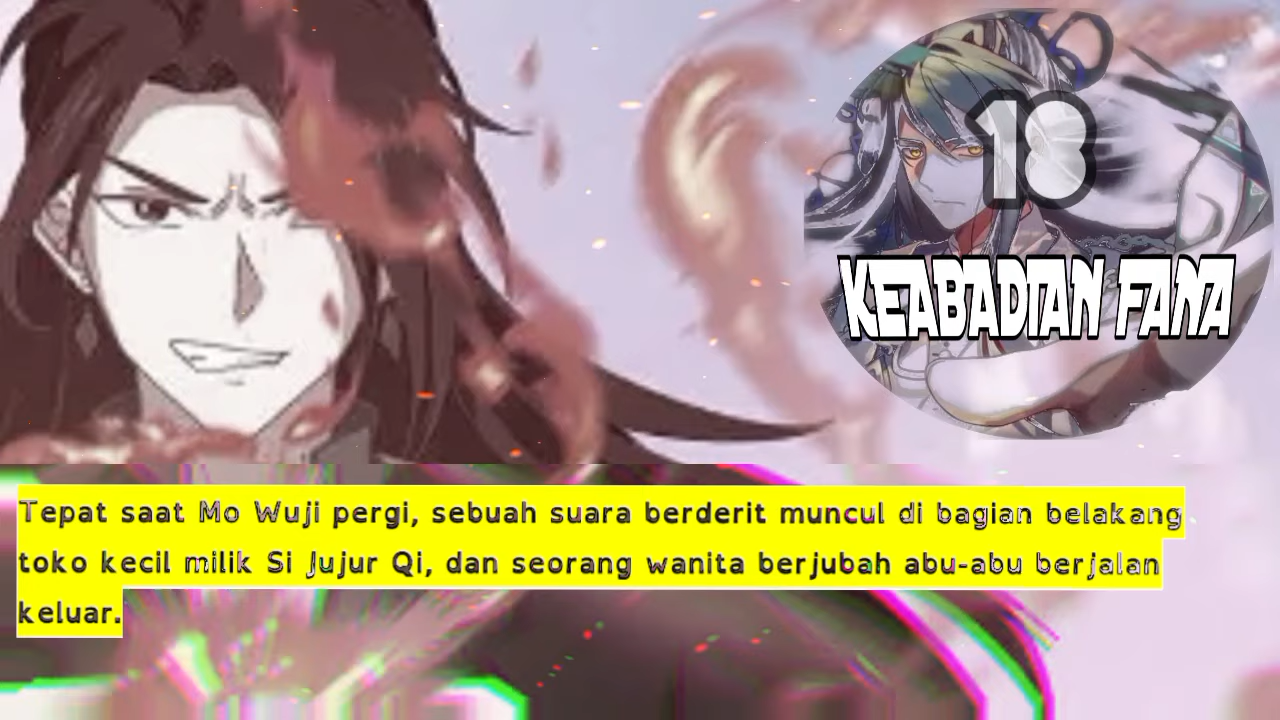 18
KEABADIAN FANA
Tepat saat Mo Wuji pergi, sebuah suara berderit muncul di bagian belakang
toko kecil milik Si Jujur Qi, dan seorang wanita berjubah abu-abu berjalan
keluar.